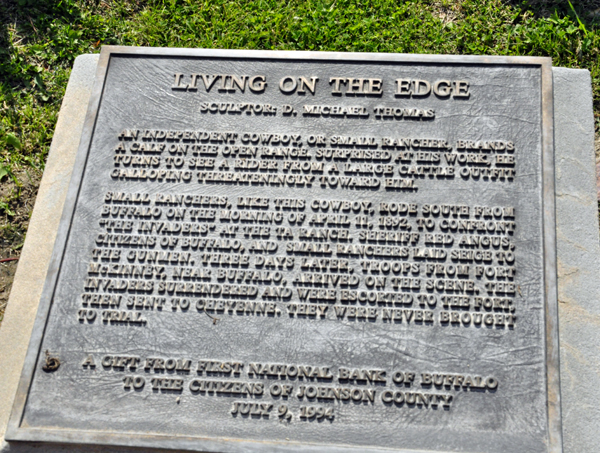 LIVING ON THE EDGE
SCULPTOR: D. MICHAEL THOMAS
AN INDEPENDENT COWBOY, OR SMALL RANCHER, BRANDS
A CALF ON THE OPEN RANGE. SURPRISED AT HIS WORK, HE
TURNS TO SEE A RIDER FROM A LARGE CATTLE OUTFIT
GALLOPING THREATENINGLY TOWARD HIM.
SMALL RANCHERS, LIKE THIS COWBOY, RODE SOUTH FROM
BUFFALO ON THE MORNING OF APRIL 11, 1892, TO CONFRONT
"THE INVADERS" AT THE TA RANCH. SHERIFF RED ANGUS,
CITIZENS OF BUFFALO, AND SMALL RANCHERS LAID SEIGE TO
THE GUNMEN. THREE DAYS LATER, TROOPS FROM FORT
McKINNEY, NEAR BUFFALO, ARRIVED ON THE SCENE. THE
INVADERS SURRENDERED AND WERE ESCORTED TO THE FORT,
THEN SENT TO CHEYENNE. THEY WERE NEVER BROUGHT
TO TRIAL.
A GIFT FROM FIRST NATIONAL BANK OF BUFFALO
TO THE CITIZENS OF JOHNSON COUNTY
JULY 9, 1994